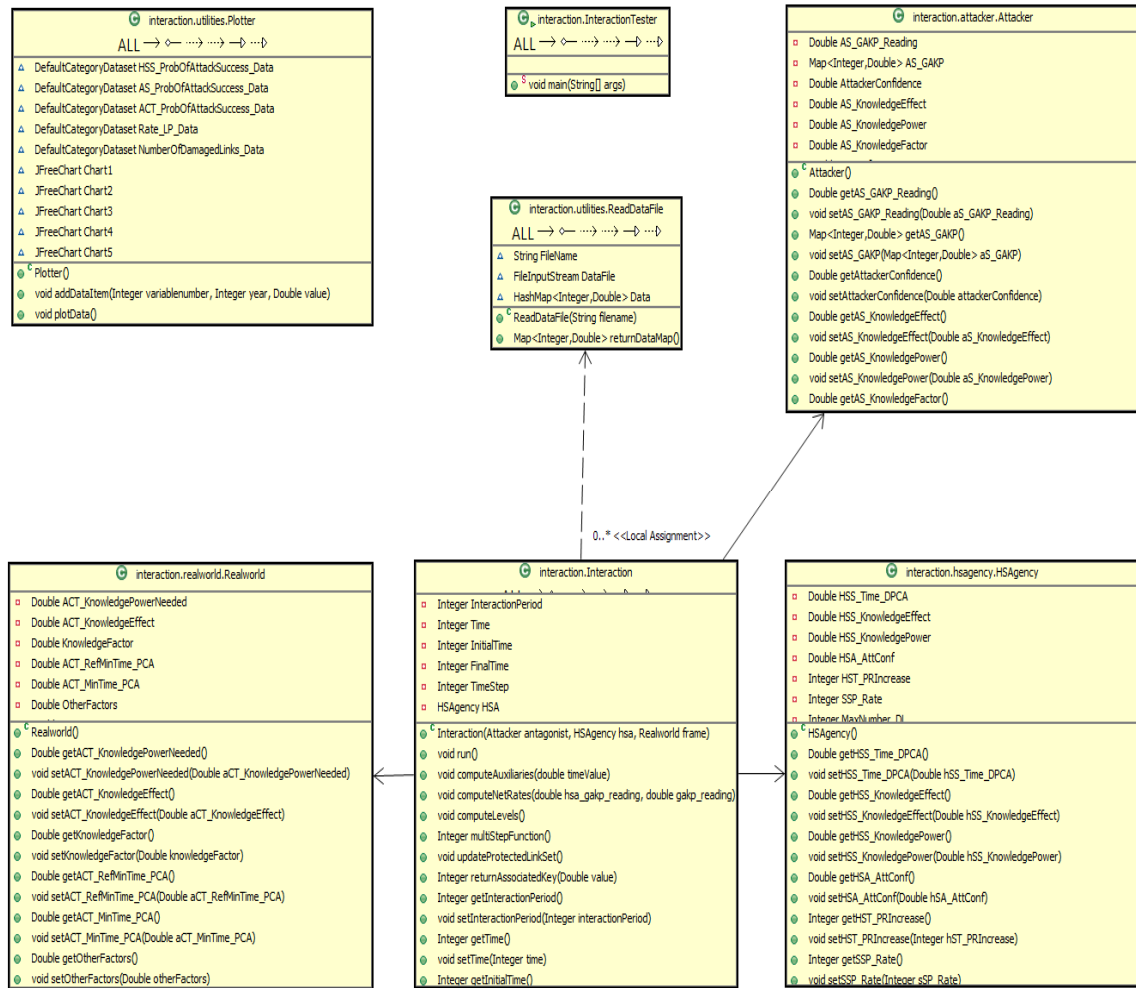 interaction.utilities.Plotter
ALL
DefaultCategoryDataset HSS_ProbOfAttackSuccess_Data
DefaultCategoryDataset AS_ProbOfAttackSuccess_Data
DefaultCategoryDataset ACT_ProbOfAttackSuccess_Data
DefaultCategoryDataset Rate_LP_Data
DefaultCategoryDataset NumberOfDamagedLinks_Data
JFreeChart Chart1
JFreeChart Chart2
JFreeChart Chart3
JFreeChart Chart4
JFreeChart Chart5
Plotter()
void addDataItem(Integer variablenumber, Integer year, Double value)
void plotData()
interaction.InteractionTester
ALL
void main(String[] args)
interaction.attacker.Attacker
Double AS_GAKP_Reading
Map<Integer,Double> AS_GAKP
Double AttackerConfidence
Double AS_KnowledgeEffect
Double AS_KnowledgePower
Double AS_KnowledgeFactor
Attacker()
Double getAS_GAKP_Reading()
void setAS_GAKP_Reading(Double aS_GAKP_Reading)
Map<Integer,Double> getAS_GAKP()
void setAS_GAKP(Map<Integer,Double> aS_GAKP)
Double getAttackerConfidence()
void setAttackerConfidence(Double attackerConfidence)
Double getAS_KnowledgeEffect()
void setAS_KnowledgeEffect(Double aS_KnowledgeEffect)
Double getAS_KnowledgePower()
void setAS_KnowledgePower(Double aS_KnowledgePower)
Double getAS_KnowledgeFactor()
interaction.utilities.ReadDataFile
ALL
String FileName
FileInputStream DataFile
HashMap<Integer,Double> Data
ReadDataFile(String filename)
Map<Integer,Double> returnDataMap()
0..* <<Local Assignment>>
interaction.realworld.Realworld
Double ACT_KnowledgePowerNeeded
Double ACT_KnowledgeEffect
Double KnowledgeFactor
Double ACT_RefMinTime_PCA
Double ACT_MinTime_PCA
Double OtherFactors
Realworld()
Double getACT_KnowledgePowerNeeded()
void setACT_KnowledgePowerNeeded(Double aCT_KnowledgePowerNeeded)
Double getACT_KnowledgeEffect()
void setACT_KnowledgeEffect(Double aCT_KnowledgeEffect)
Double getKnowledgeFactor()
void setKnowledgeFactor(Double knowledgeFactor)
Double getACT_RefMinTime_PCA()
void setACT_RefMinTime_PCA(Double aCT_RefMinTime_PCA)
Double getACT_MinTime_PCA()
void setACT_MinTime_PCA(Double aCT_MinTime_PCA)
Double getOtherFactors()
void setOtherFactors(Double otherFactors)
interaction.Interaction
Integer InteractionPeriod
Integer Time
Integer InitialTime
Integer FinalTime
Integer TimeStep
HSAgency HSA
Interaction(Attacker antagonist, HSAgency hsa, Realworld frame)
void run()
void computeAuxiliaries(double timeValue)
void computeNetRates(double hsa_gakp_reading, double gakp_reading)
void computeLevels()
Integer multiStepFunction()
void updateProtectedLinkSet()
Integer returnAssociatedKey(Double value)
Integer getInteractionPeriod()
void setInteractionPeriod(Integer interactionPeriod)
Integer getTime()
void setTime(Integer time)
Integer getInitialTime()
interaction.hsagency.HSAgency
Double HSS_Time_DPCA
Double HSS_KnowledgeEffect
Double HSS_KnowledgePower
Double HSA_AttConf
Integer HST_PRIncrease
Integer SSP_Rate
Integer MaxNumber_DL
HSAgency()
Double getHSS_Time_DPCA()
void setHSS_Time_DPCA(Double hSS_Time_DPCA)
Double getHSS_KnowledgeEffect()
void setHSS_KnowledgeEffect(Double hSS_KnowledgeEffect)
Double getHSS_KnowledgePower()
void setHSS_KnowledgePower(Double hSS_KnowledgePower)
Double getHSA_AttConf()
void setHSA_AttConf(Double hSA_AttConf)
Integer getHST_PRIncrease()
void setHST_PRIncrease(Integer hST_PRIncrease)
Integer getSSP_Rate()
void setSSP_Rate(Integer sSP_Rate)